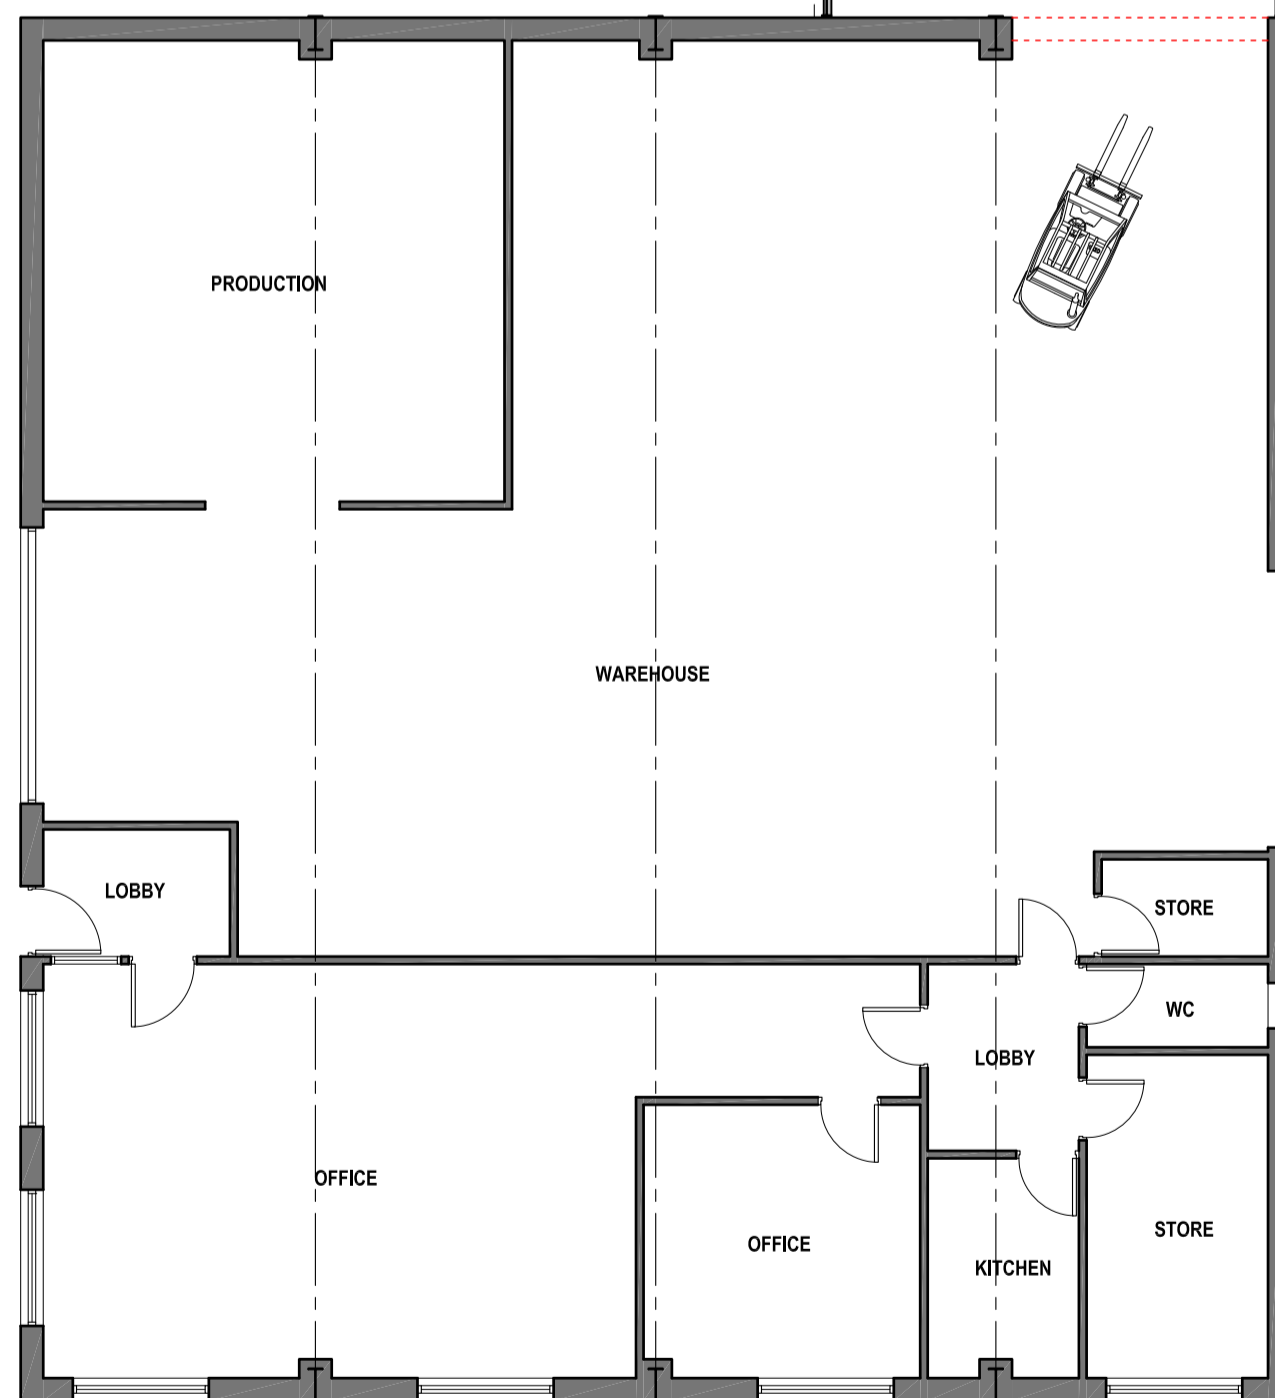 PRODUCTION
WAREHOUSE
LOBBY
STORE
WC
LOBBY
OFFICE
STORE
OFFICE
KITCHEN